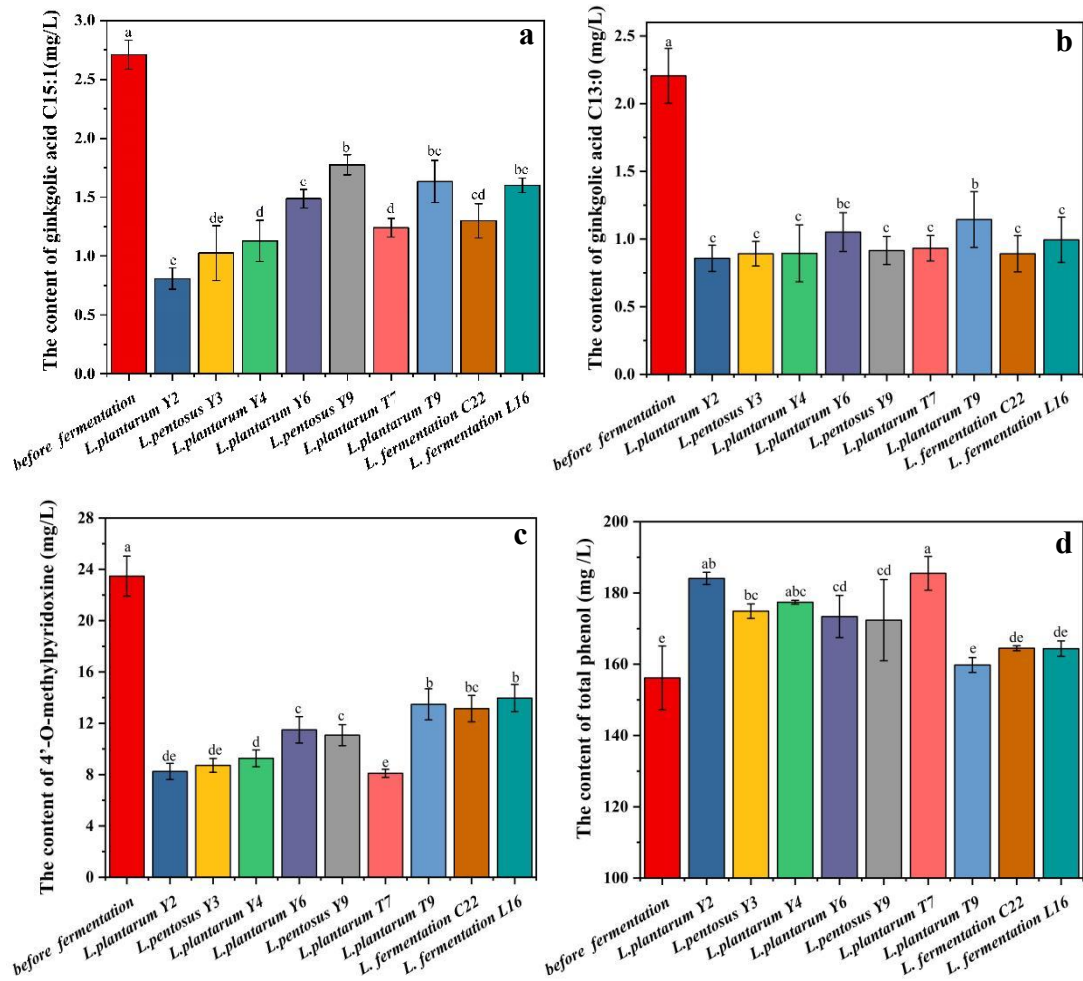 a
The content of ginkgolic acid C15:1(mg/L)
3.0
2.5
2.0
1.5
1.0
0.5
0.0
a
c
de
d
c
b
d
bc
cd
bc
before fermentation
L.plantarum Y2
L.pentosus Y3
L.plantarum Y4
L.plantarum Y6
L.pentosus Y9
L.plantarum T7
L.plantarum T9
L. fermentation C22
L. fermentation L16
b
The content of ginkgolic acid C13:0 (mg/L)
2.5
2.0
1.5
1.0
0.5
0.0
a
c
c
c
bc
c
c
b
c
c
before fermentation
L.plantarum Y2
L.pentosus Y3
L.plantarum Y4
L.plantarum Y6
L.pentosus Y9
L.plantarum T7
L.plantarum T9
L. fermentation C22
L. fermentation L16
c
The content of 4’-O-methylpyridoxine (mg/L)
28
24
20
16
12
8
4
0
a
de
de
d
c
c
e
b
bc
b
before fermentation
L.plantarum Y2
L.pentosus Y3
L.plantarum Y4
L.plantarum Y6
L.pentosus Y9
L.plantarum T7
L.plantarum T9
L. fermentation C22
L. fermentation L16
d
The content of total phenol (mg /L)
200
180
160
140
120
100
e
ab
bc
abc
cd
cd
a
e
de
de
before fermentation
L.plantarum Y2
L.pentosus Y3
L.plantarum Y4
L.plantarum Y6
L.pentosus Y9
L.plantarum T7
L.plantarum T9
L. fermentation C22
L. fermentation L16